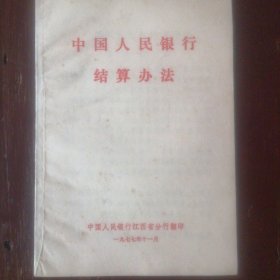 中国人民银行
结算办法
中国人民银行江西省分行翻印
一九七七年十一月